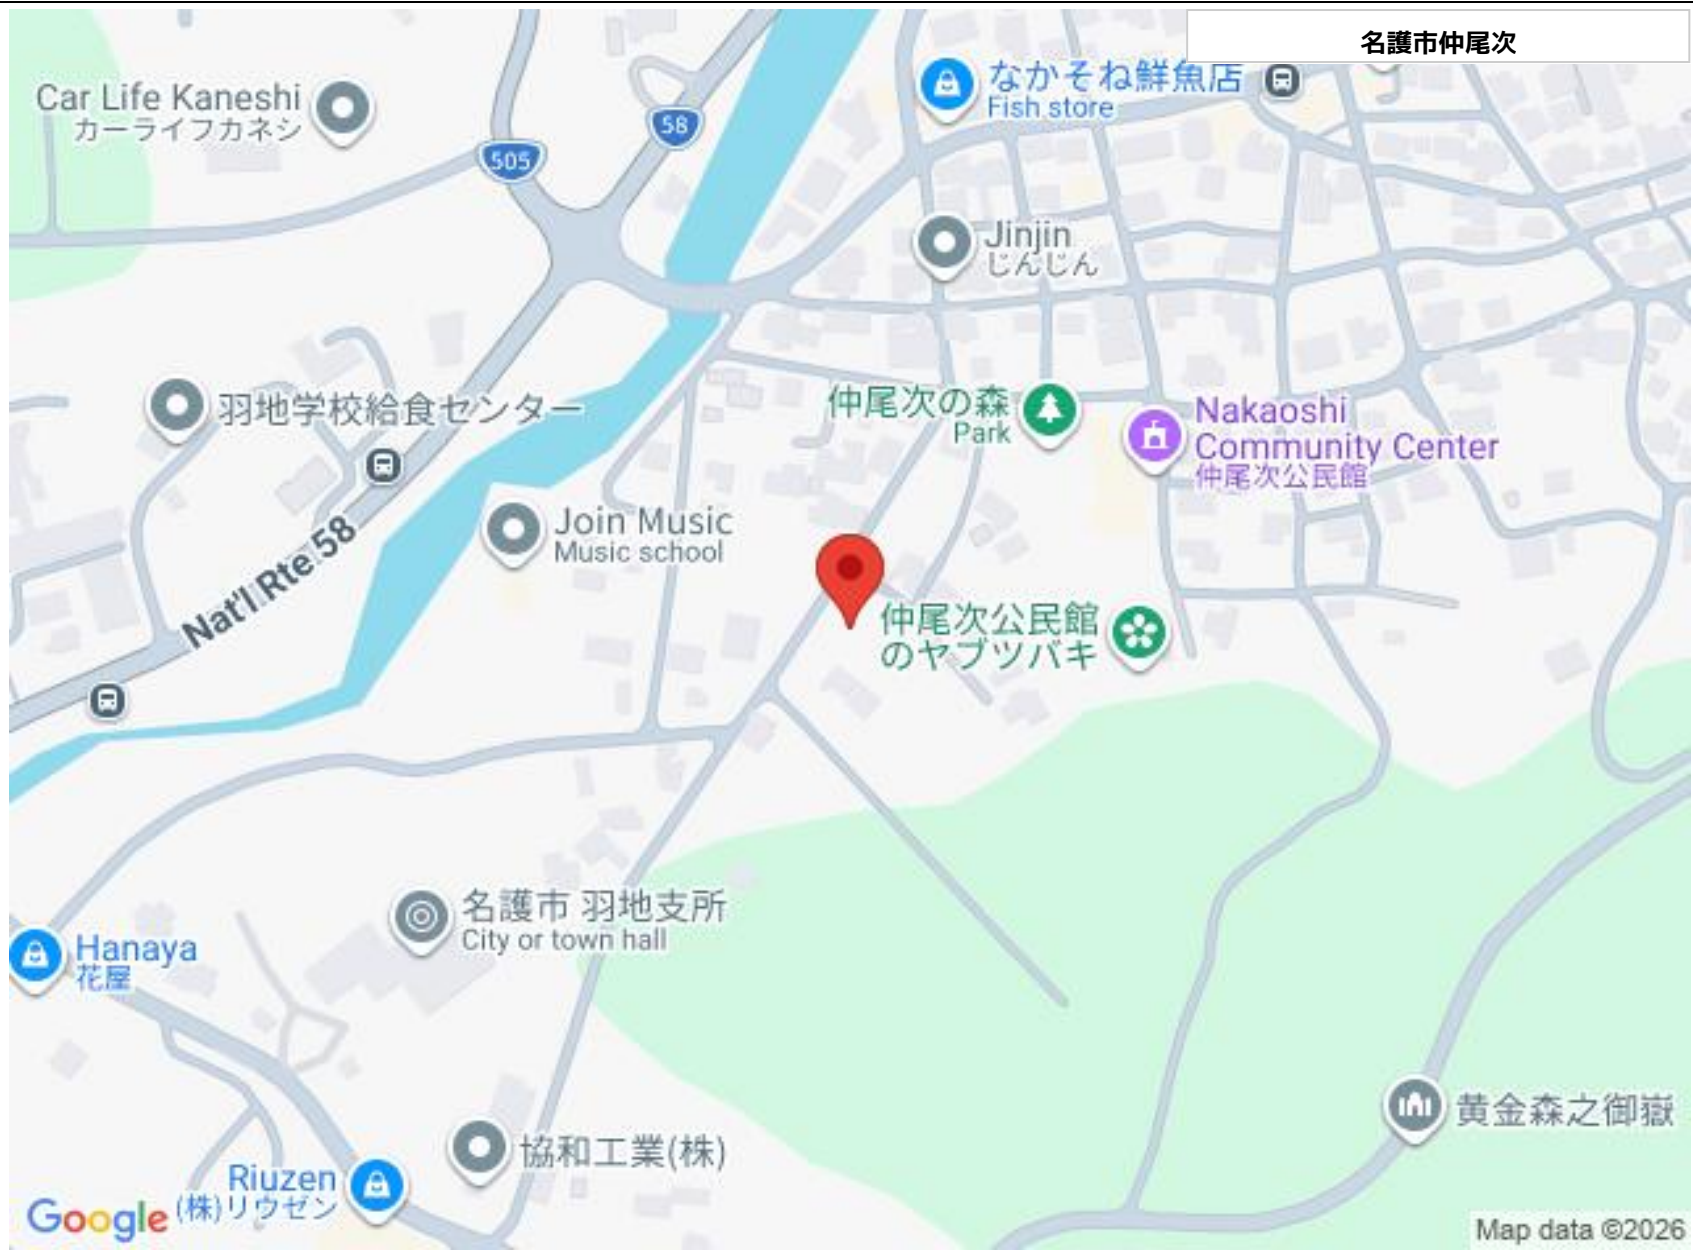 名護市仲尾次
なかそね鮮魚店
Fish store
Car Life Kaneshi
カーライフカネシ
58
505
Jinjin
じんじん
羽地学校給食センター
仲尾次の森
Park
Nakaoshi
Community Center
仲尾次公民館
Join Music
Music school
Nat'l Rte 58
仲尾次公民館
のヤブツバキ
名護市 羽地支所
City or town hall
Hanaya
花屋
黄金森之御嶽
協和工業(株)
Riuzen
(株)リウゼン
Google
Map data ©2026